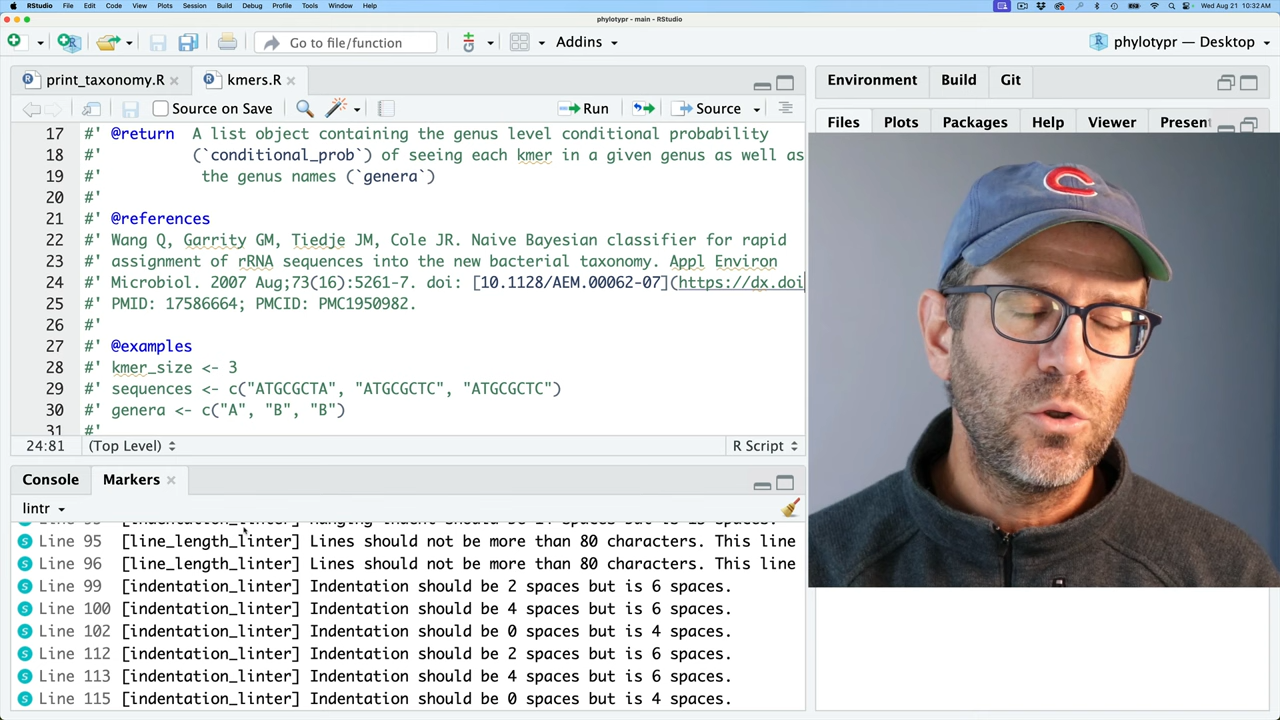 RStudio File Edit Code View Plots Session Build Debug Profile Tools Window Help Wed Aug 21 10:32 AM
phylotypr - main - RStudio
Go to file/function Addins phylotypr — Desktop
print_taxonomy.R kmers.R
Source on Save Run Source
17 #' @return A list object containing the genus level conditional probability
18 #' (`conditional_prob`) of seeing each kmer in a given genus as well as
19 #' the genus names (`genera`)
20 #'
21 #' @references
22 #' Wang Q, Garrity GM, Tiedje JM, Cole JR. Naive Bayesian classifier for rapid
23 #' assignment of rRNA sequences into the new bacterial taxonomy. Appl Environ
24 #' Microbiol. 2007 Aug;73(16):5261-7. doi: [10.1128/AEM.00062-07](https://dx.doi
25 #' PMID: 17586664; PMCID: PMC1950982.
26 #'
27 #' @examples
28 #' kmer_size <- 3
29 #' sequences <- c("ATGCGCTA", "ATGCGCTC", "ATGCGCTC")
30 #' genera <- c("A", "B", "B")
31 #'
24:81 (Top Level) R Script
Console Markers
lintr
Line 95 [line_length_linter] Lines should not be more than 80 characters. This line
Line 96 [line_length_linter] Lines should not be more than 80 characters. This line
Line 99 [indentation_linter] Indentation should be 2 spaces but is 6 spaces.
Line 100 [indentation_linter] Indentation should be 4 spaces but is 6 spaces.
Line 102 [indentation_linter] Indentation should be 0 spaces but is 4 spaces.
Line 112 [indentation_linter] Indentation should be 2 spaces but is 6 spaces.
Line 113 [indentation_linter] Indentation should be 4 spaces but is 6 spaces.
Line 115 [indentation_linter] Indentation should be 0 spaces but is 4 spaces.
Environment Build Git
Files Plots Packages Help Viewer Present
C